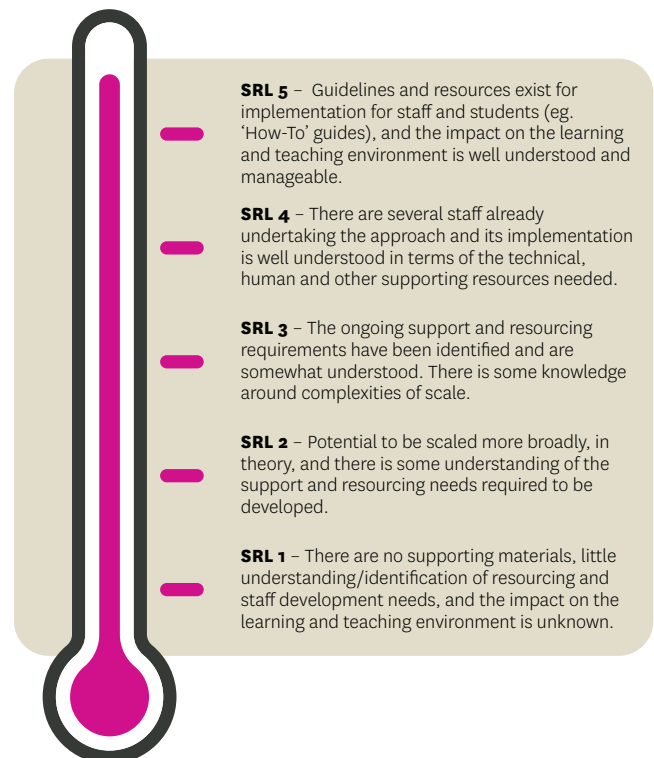 SRL 5 – Guidelines and resources exist for
implementation for staff and students (eg.
‘How-To’ guides), and the impact on the learning
and teaching environment is well understood and
manageable.
SRL 4 – There are several staff already
undertaking the approach and its implementation
is well understood in terms of the technical,
human and other supporting resources needed.
SRL 3 – The ongoing support and resourcing
requirements have been identified and are
somewhat understood. There is some knowledge
around complexities of scale.
SRL 2 – Potential to be scaled more broadly, in
theory, and there is some understanding of the
support and resourcing needs required to be
developed.
SRL 1 – There are no supporting materials, little
understanding/identification of resourcing and
staff development needs, and the impact on the
learning and teaching environment is unknown.